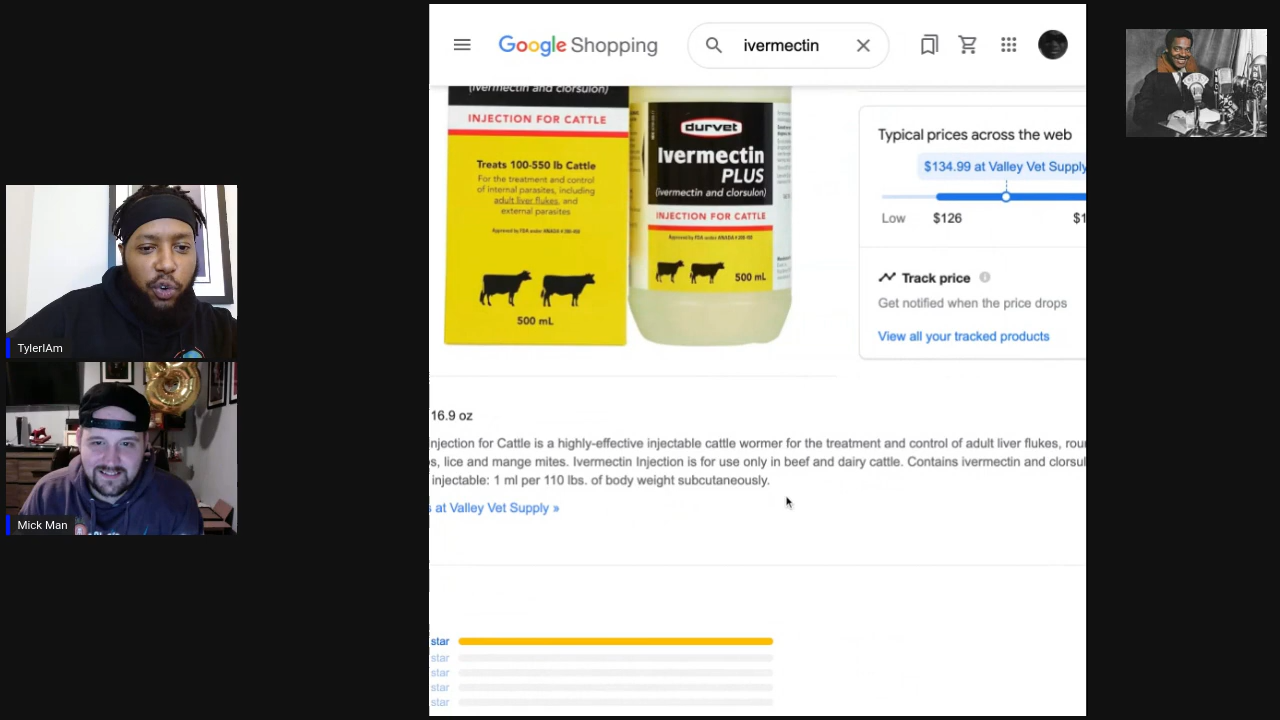 Google Shopping
ivermectin
(ivermectin and clorsulon)
INJECTION FOR CATTLE
Treats 100-550 lb Cattle
For the treatment and control
of internal parasites, including
adult liver flukes, and
external parasites
500 mL
durvet
Ivermectin
PLUS
(ivermectin and clorsulon)
INJECTION FOR CATTLE
500 mL
Typical prices across the web
$134.99 at Valley Vet Supply
Low $126 $1
Track price
Get notified when the price drops
View all your tracked products
16.9 oz
njection for Cattle is a highly-effective injectable cattle wormer for the treatment and control of adult liver flukes, rou
s, lice and mange mites. Ivermectin Injection is for use only in beef and dairy cattle. Contains ivermectin and clorsul
injectable: 1 ml per 110 lbs. of body weight subcutaneously.
s at Valley Vet Supply »
star
star
star
star
star
TylerIAm
Mick Man